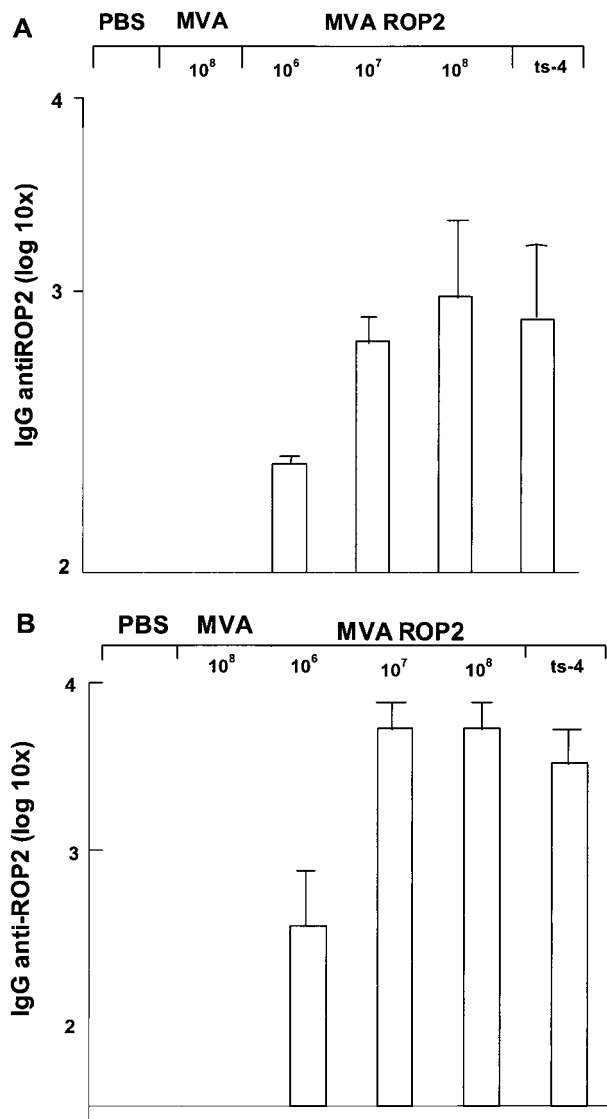 A
PBS MVA MVA ROP2
10⁸ 10⁶ 10⁷ 10⁸ ts-4
4
3
2
IgG antiROP2 (log 10x)
B
PBS MVA MVA ROP2
10⁸ 10⁶ 10⁷ 10⁸ ts-4
4
3
2
IgG anti-ROP2 (log 10x)